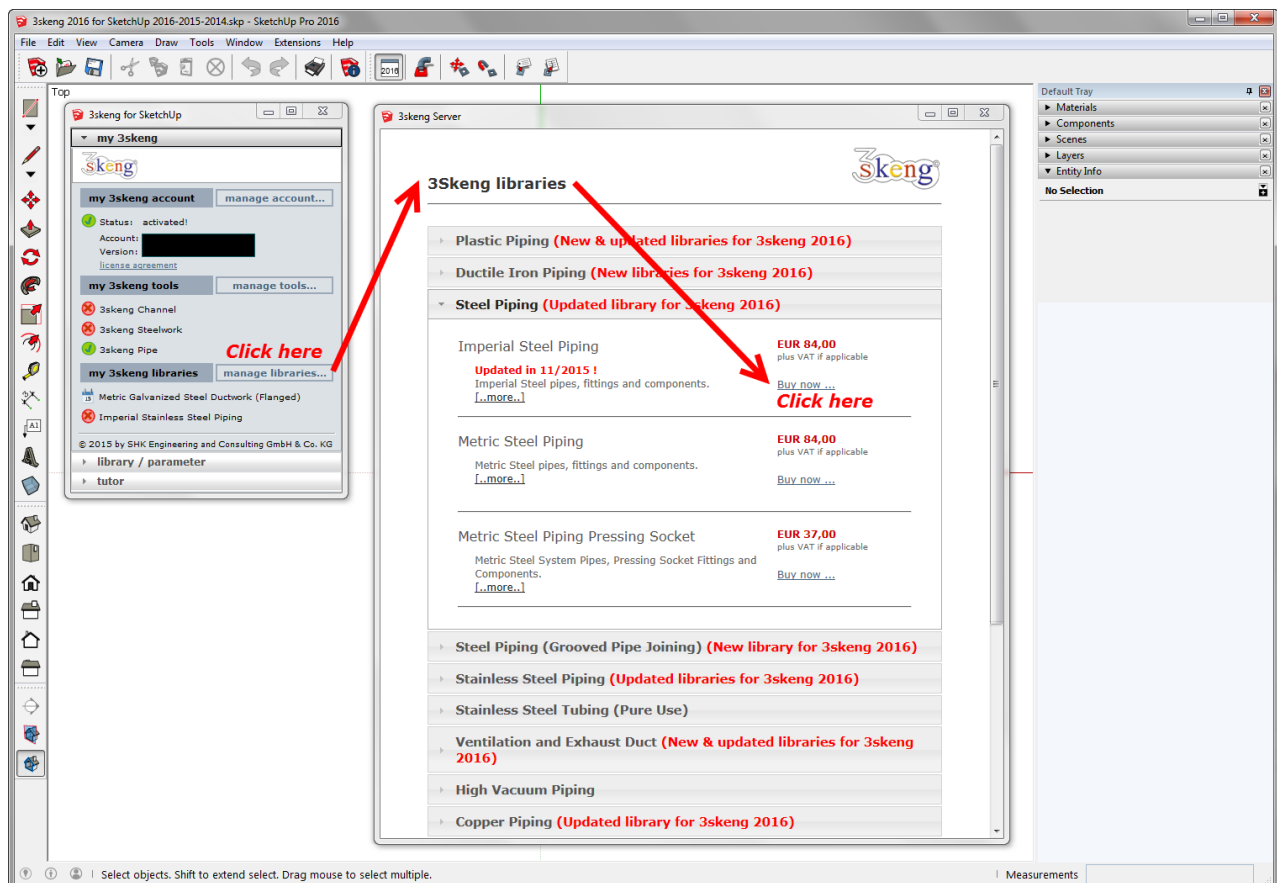 3skeng 2016 for SketchUp 2016-2015-2014.skp - SketchUp Pro 2016
File Edit View Camera Draw Tools Window Extensions Help
2016
Top
3skeng for SketchUp
my 3skeng
3skeng
my 3skeng account manage account...
Status: activated!
Account:
Version:
license agreement
my 3skeng tools manage tools...
3skeng Channel
3skeng Steelwork
3skeng Pipe
Click here
my 3skeng libraries manage libraries...
Metric Galvanized Steel Ductwork (Flanged)
Imperial Stainless Steel Piping
© 2015 by SHK Engineering and Consulting GmbH & Co. KG
library / parameter
tutor
3skeng Server
3skeng
3Skeng libraries
Plastic Piping (New & updated libraries for 3skeng 2016)
Ductile Iron Piping (New libraries for 3skeng 2016)
Steel Piping (Updated library for 3skeng 2016)
Imperial Steel Piping
EUR 84,00
plus VAT if applicable
Updated in 11/2015 !
Imperial Steel pipes, fittings and components.
[..more..]
Buy now ...
Click here
Metric Steel Piping
EUR 84,00
plus VAT if applicable
Metric Steel pipes, fittings and components.
[..more..]
Buy now ...
Metric Steel Piping Pressing Socket
EUR 37,00
plus VAT if applicable
Metric Steel System Pipes, Pressing Socket Fittings and
Components.
[..more..]
Buy now ...
Steel Piping (Grooved Pipe Joining) (New library for 3skeng 2016)
Stainless Steel Piping (Updated libraries for 3skeng 2016)
Stainless Steel Tubing (Pure Use)
Ventilation and Exhaust Duct (New & updated libraries for 3skeng
2016)
High Vacuum Piping
Copper Piping (Updated library for 3skeng 2016)
Default Tray
Materials
Components
Scenes
Layers
Entity Info
No Selection
A1
Select objects. Shift to extend select. Drag mouse to select multiple.
Measurements